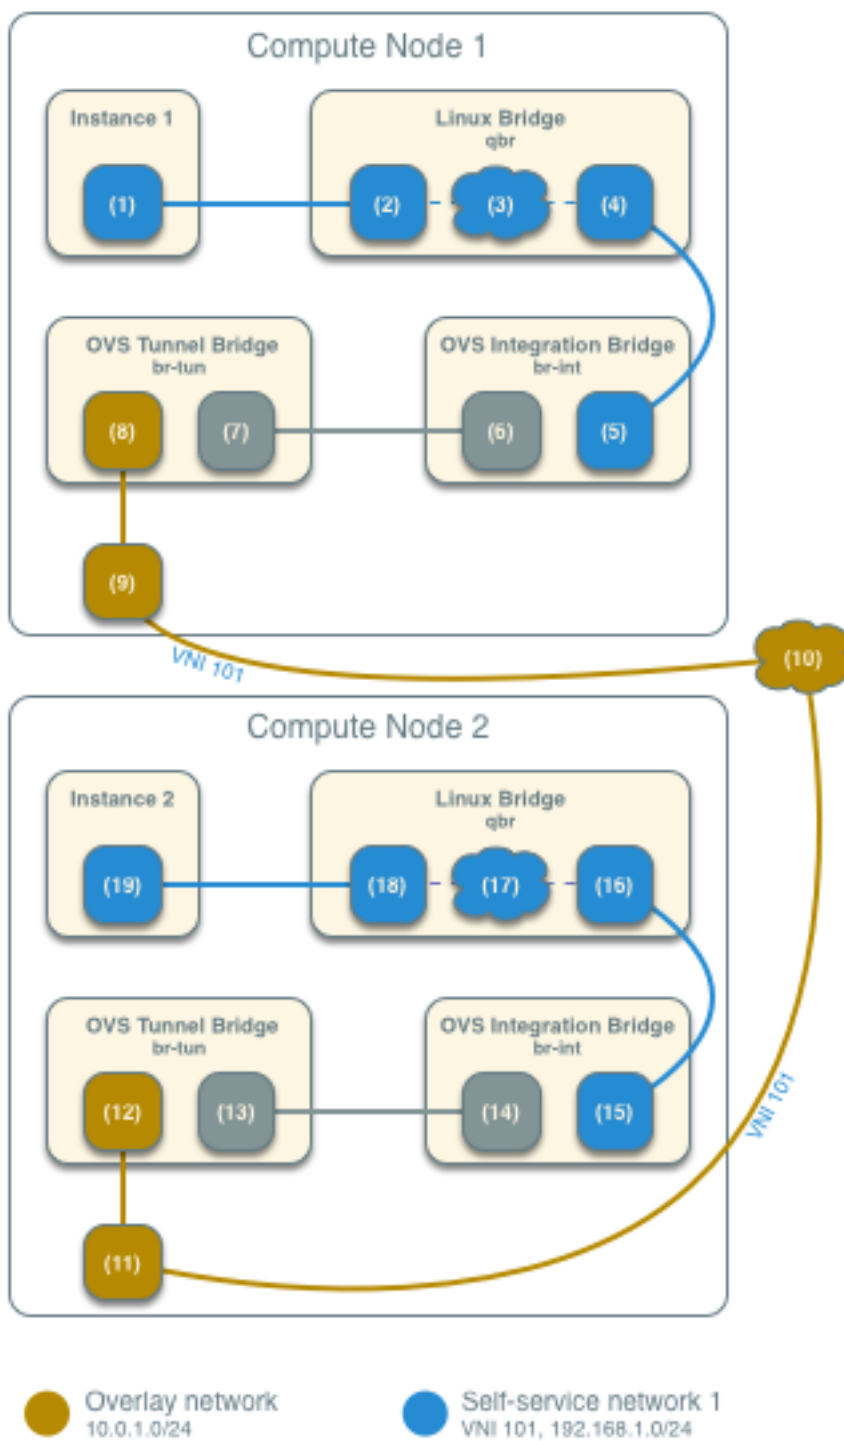 Compute Node 1
Instance 1
Linux Bridge
qbr
(1)
(2)
(3)
(4)
OVS Tunnel Bridge
br-tun
OVS Integration Bridge
br-int
(8)
(7)
(6)
(5)
(9)
VNI 101
(10)
Compute Node 2
Instance 2
Linux Bridge
qbr
(19)
(18)
(17)
(16)
OVS Tunnel Bridge
br-tun
OVS Integration Bridge
br-int
(12)
(13)
(14)
(15)
VNI 101
(11)
Overlay network
10.0.1.0/24
Self-service network 1
VNI 101, 192.168.1.0/24